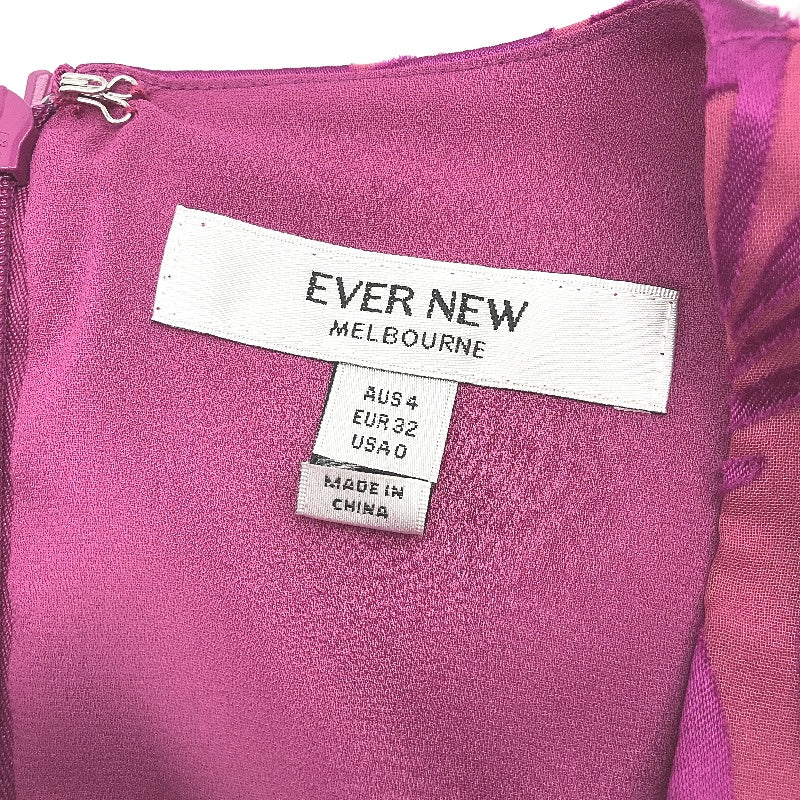 EVER NEW
MELBOURNE
AUS 4
EUR 32
USA 0
MADE IN
CHINA